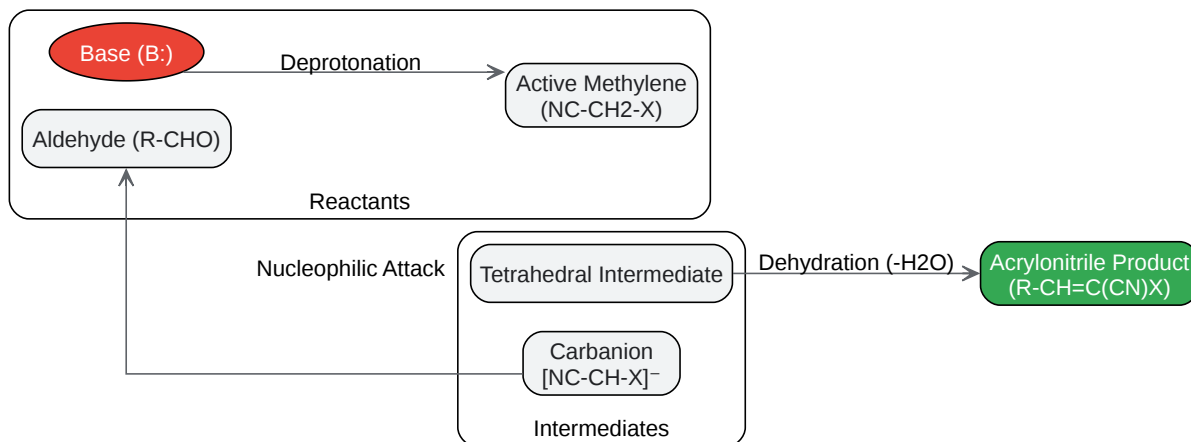 Base (B:)
Deprotonation
Active Methylene
(NC-CH2-X)
Aldehyde (R-CHO)
Reactants
Nucleophilic Attack
Tetrahedral Intermediate
Dehydration (-H2O)
Acrylonitrile Product
(R-CH=C(CN)X)
Carbanion
[NC-CH-X]⁻
Intermediates